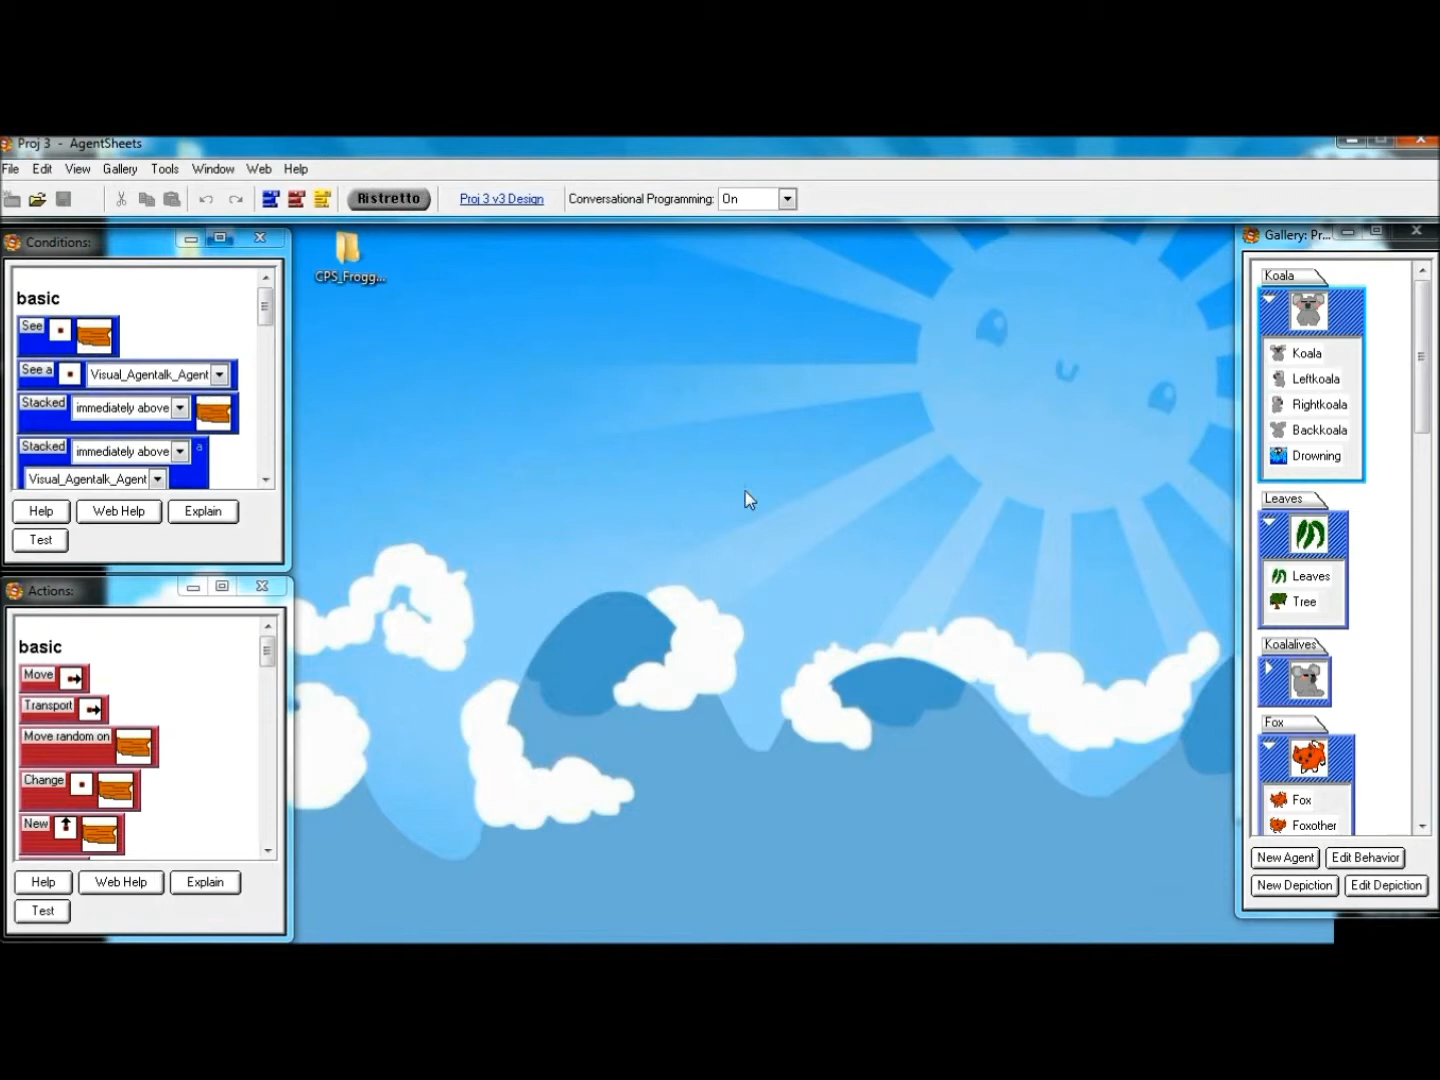 Proj 3 - AgentSheets
File Edit View Gallery Tools Window Web Help
Ristretto Proj 3 v3 Design Conversational Programming: On
Conditions:
basic
See
See a Visual_Agentalk_Agent
Stacked immediately above
Stacked immediately above a
Visual_Agentalk_Agent
Help Web Help Explain
Test
Actions:
basic
Move
Transport
Move random on
Change
New
Help Web Help Explain
Test
CPS_Frogg...
Gallery: Pr...
Koala
Koala
Leftkoala
Rightkoala
Backkoala
Drowning
Leaves
Leaves
Tree
Koalalives
Fox
Fox
Foxother
New Agent Edit Behavior
New Depiction Edit Depiction